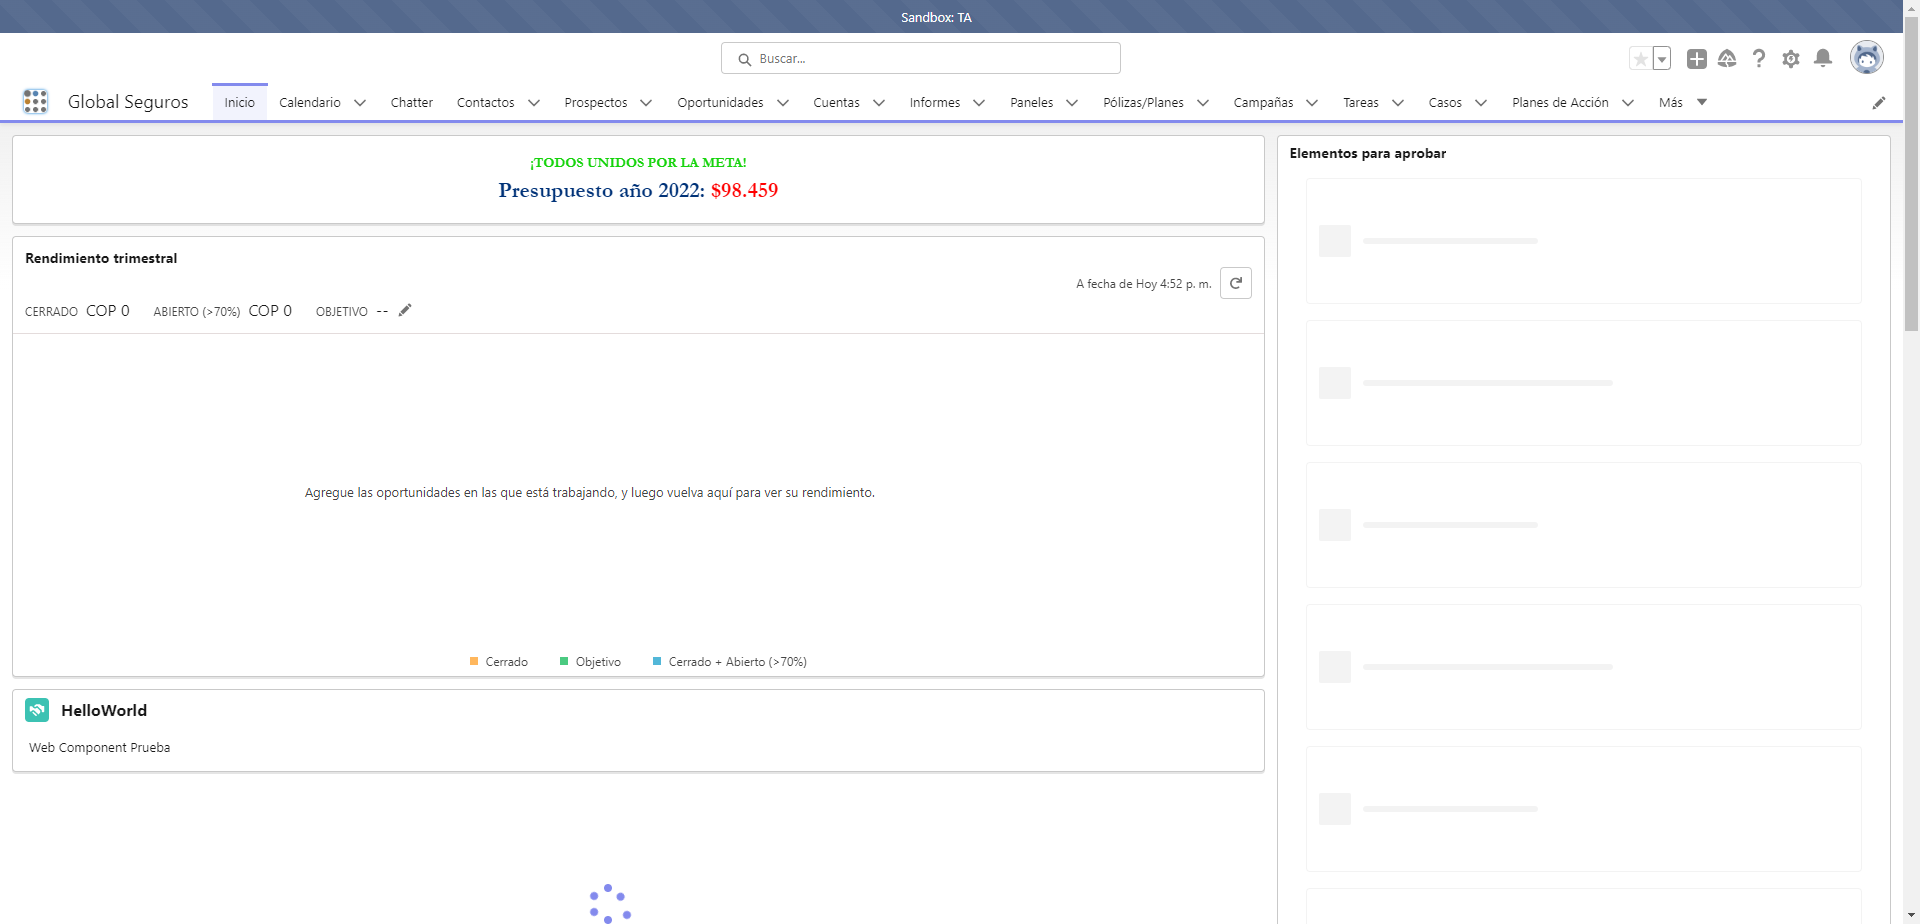 Sandbox: TA
Buscar...
Global Seguros
Inicio
Calendario
Chatter
Contactos
Prospectos
Oportunidades
Cuentas
Informes
Paneles
Pólizas/Planes
Campañas
Tareas
Casos
Planes de Acción
Más
¡TODOS UNIDOS POR LA META!
Presupuesto año 2022: $98.459
Rendimiento trimestral
A fecha de Hoy 4:52 p. m.
CERRADO COP 0 ABIERTO (>70%) COP 0 OBJETIVO --
Agregue las oportunidades en las que está trabajando, y luego vuelva aquí para ver su rendimiento.
Cerrado
Objetivo
Cerrado + Abierto (>70%)
HelloWorld
Web Component Prueba
Elementos para aprobar